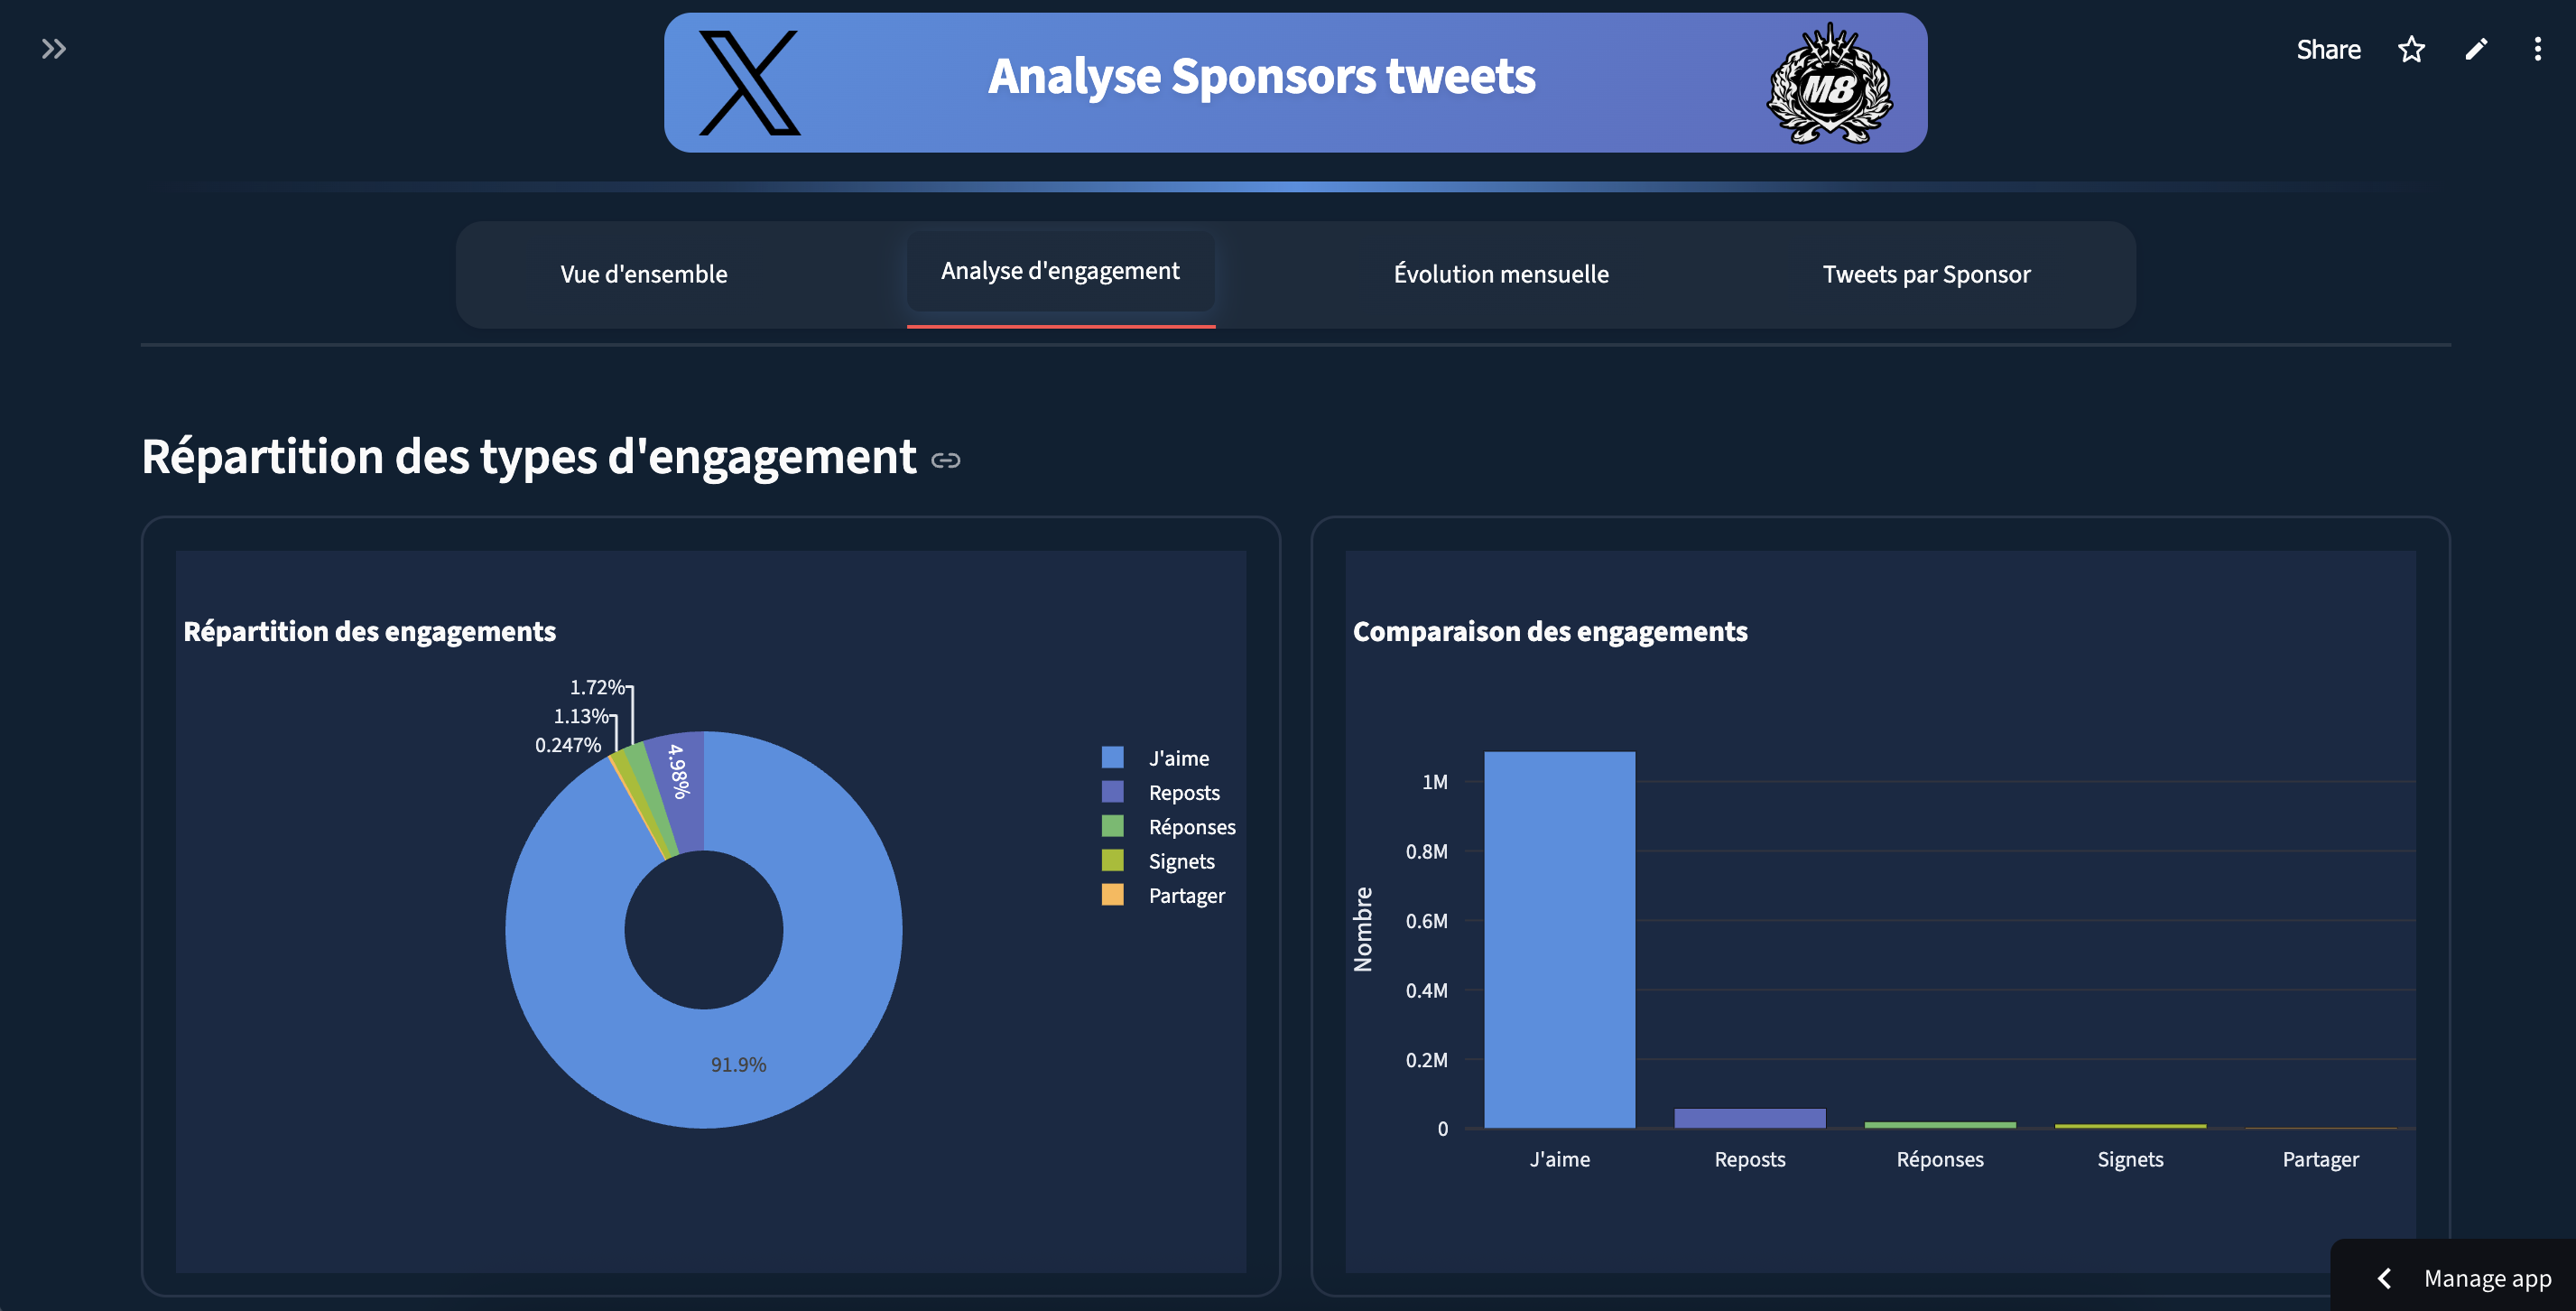 Share
Analyse Sponsors tweets
M8
Vue d'ensemble
Analyse d'engagement
Évolution mensuelle
Tweets par Sponsor
Répartition des types d'engagement
Répartition des engagements
1.72%
1.13%
0.247%
4.98%
91.9%
J'aime
Reposts
Réponses
Signets
Partager
Comparaison des engagements
Nombre
1M
0.8M
0.6M
0.4M
0.2M
0
J'aime
Reposts
Réponses
Signets
Partager
Manage app